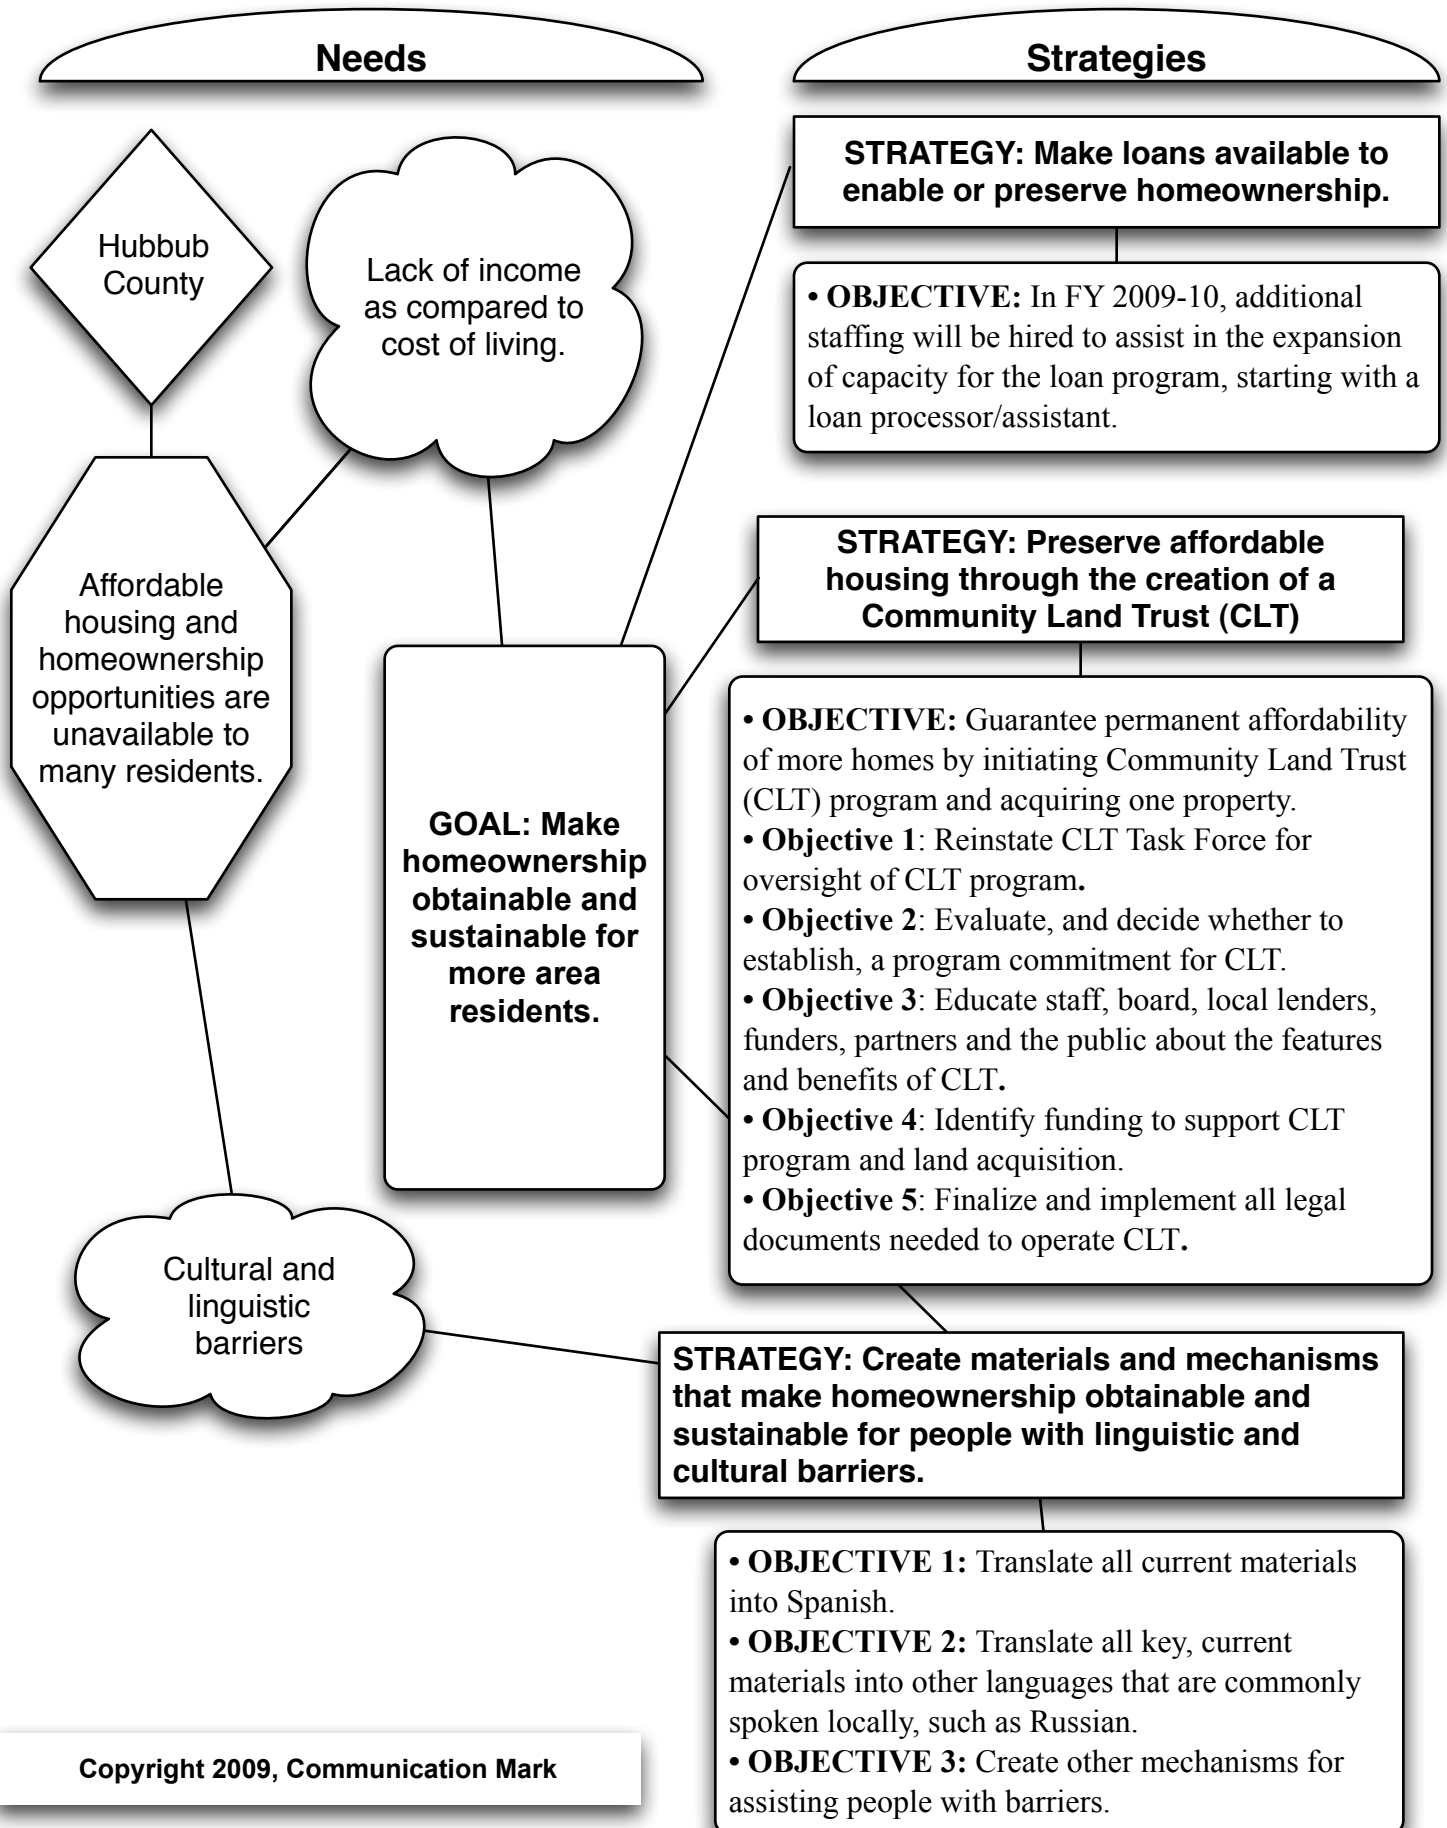 Needs
Strategies
Hubbub
County
Lack of income
as compared to
cost of living.
Affordable
housing and
homeownership
opportunities are
unavailable to
many residents.
GOAL: Make
homeownership
obtainable and
sustainable for
more area
residents.
Cultural and
linguistic
barriers
STRATEGY: Make loans available to
enable or preserve homeownership.
• OBJECTIVE: In FY 2009-10, additional
staffing will be hired to assist in the expansion
of capacity for the loan program, starting with a
loan processor/assistant.
STRATEGY: Preserve affordable
housing through the creation of a
Community Land Trust (CLT)
• OBJECTIVE: Guarantee permanent affordability
of more homes by initiating Community Land Trust
(CLT) program and acquiring one property.
• Objective 1: Reinstate CLT Task Force for
oversight of CLT program.
• Objective 2: Evaluate, and decide whether to
establish, a program commitment for CLT.
• Objective 3: Educate staff, board, local lenders,
funders, partners and the public about the features
and benefits of CLT.
• Objective 4: Identify funding to support CLT
program and land acquisition.
• Objective 5: Finalize and implement all legal
documents needed to operate CLT.
STRATEGY: Create materials and mechanisms
that make homeownership obtainable and
sustainable for people with linguistic and
cultural barriers.
• OBJECTIVE 1: Translate all current materials
into Spanish.
• OBJECTIVE 2: Translate all key, current
materials into other languages that are commonly
spoken locally, such as Russian.
• OBJECTIVE 3: Create other mechanisms for
assisting people with barriers.
Copyright 2009, Communication Mark